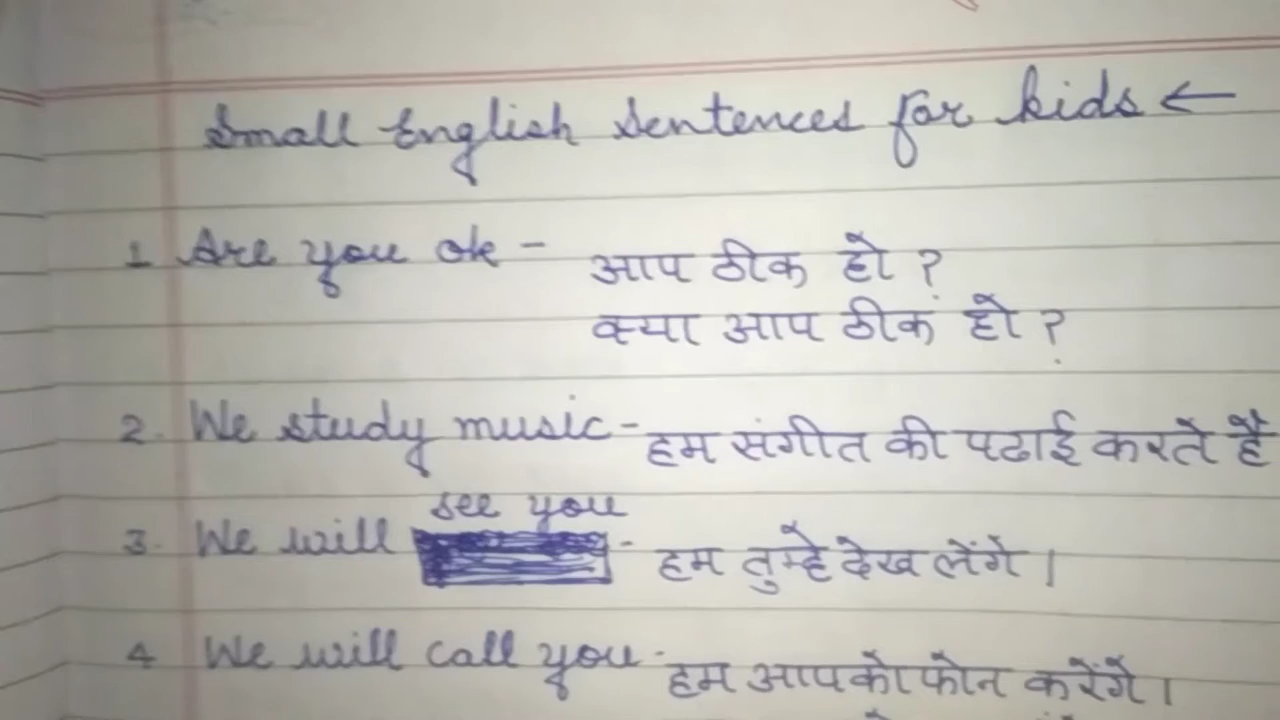 Small English Sentences for kids ←
1 Are you ok - आप ठीक हो ?
क्या आप ठीक हो ?
2. We study music - हम संगीत की पढाई करते है
see you
3. We will - हम तुम्हे देख लेंगे ।
4 We will call you - हम आपको फोन करेंगे ।